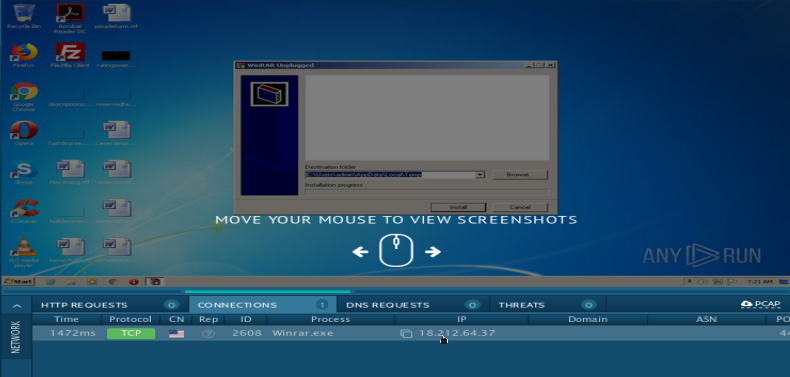 Recycle Bin
Acrobat Reader DC
Firefox
FileZilla Client
Google Chrome
Opera
Skype
CCleaner
VLC media player
WinRAR Unplugged
Destination folder
C:\Users\admin\AppData\Local\Temp
Browse...
Installation progress
Install Cancel
MOVE YOUR MOUSE TO VIEW SCREENSHOTS
ANY RUN
Start
7:21 AM
HTTP REQUESTS 0 CONNECTIONS 1 DNS REQUESTS 0 THREATS 0 PCAP
NETWORK
Time Protocol CN Rep ID Process IP Domain ASN PO
1472ms TCP 2608 Winrar.exe 18.212.64.37 44